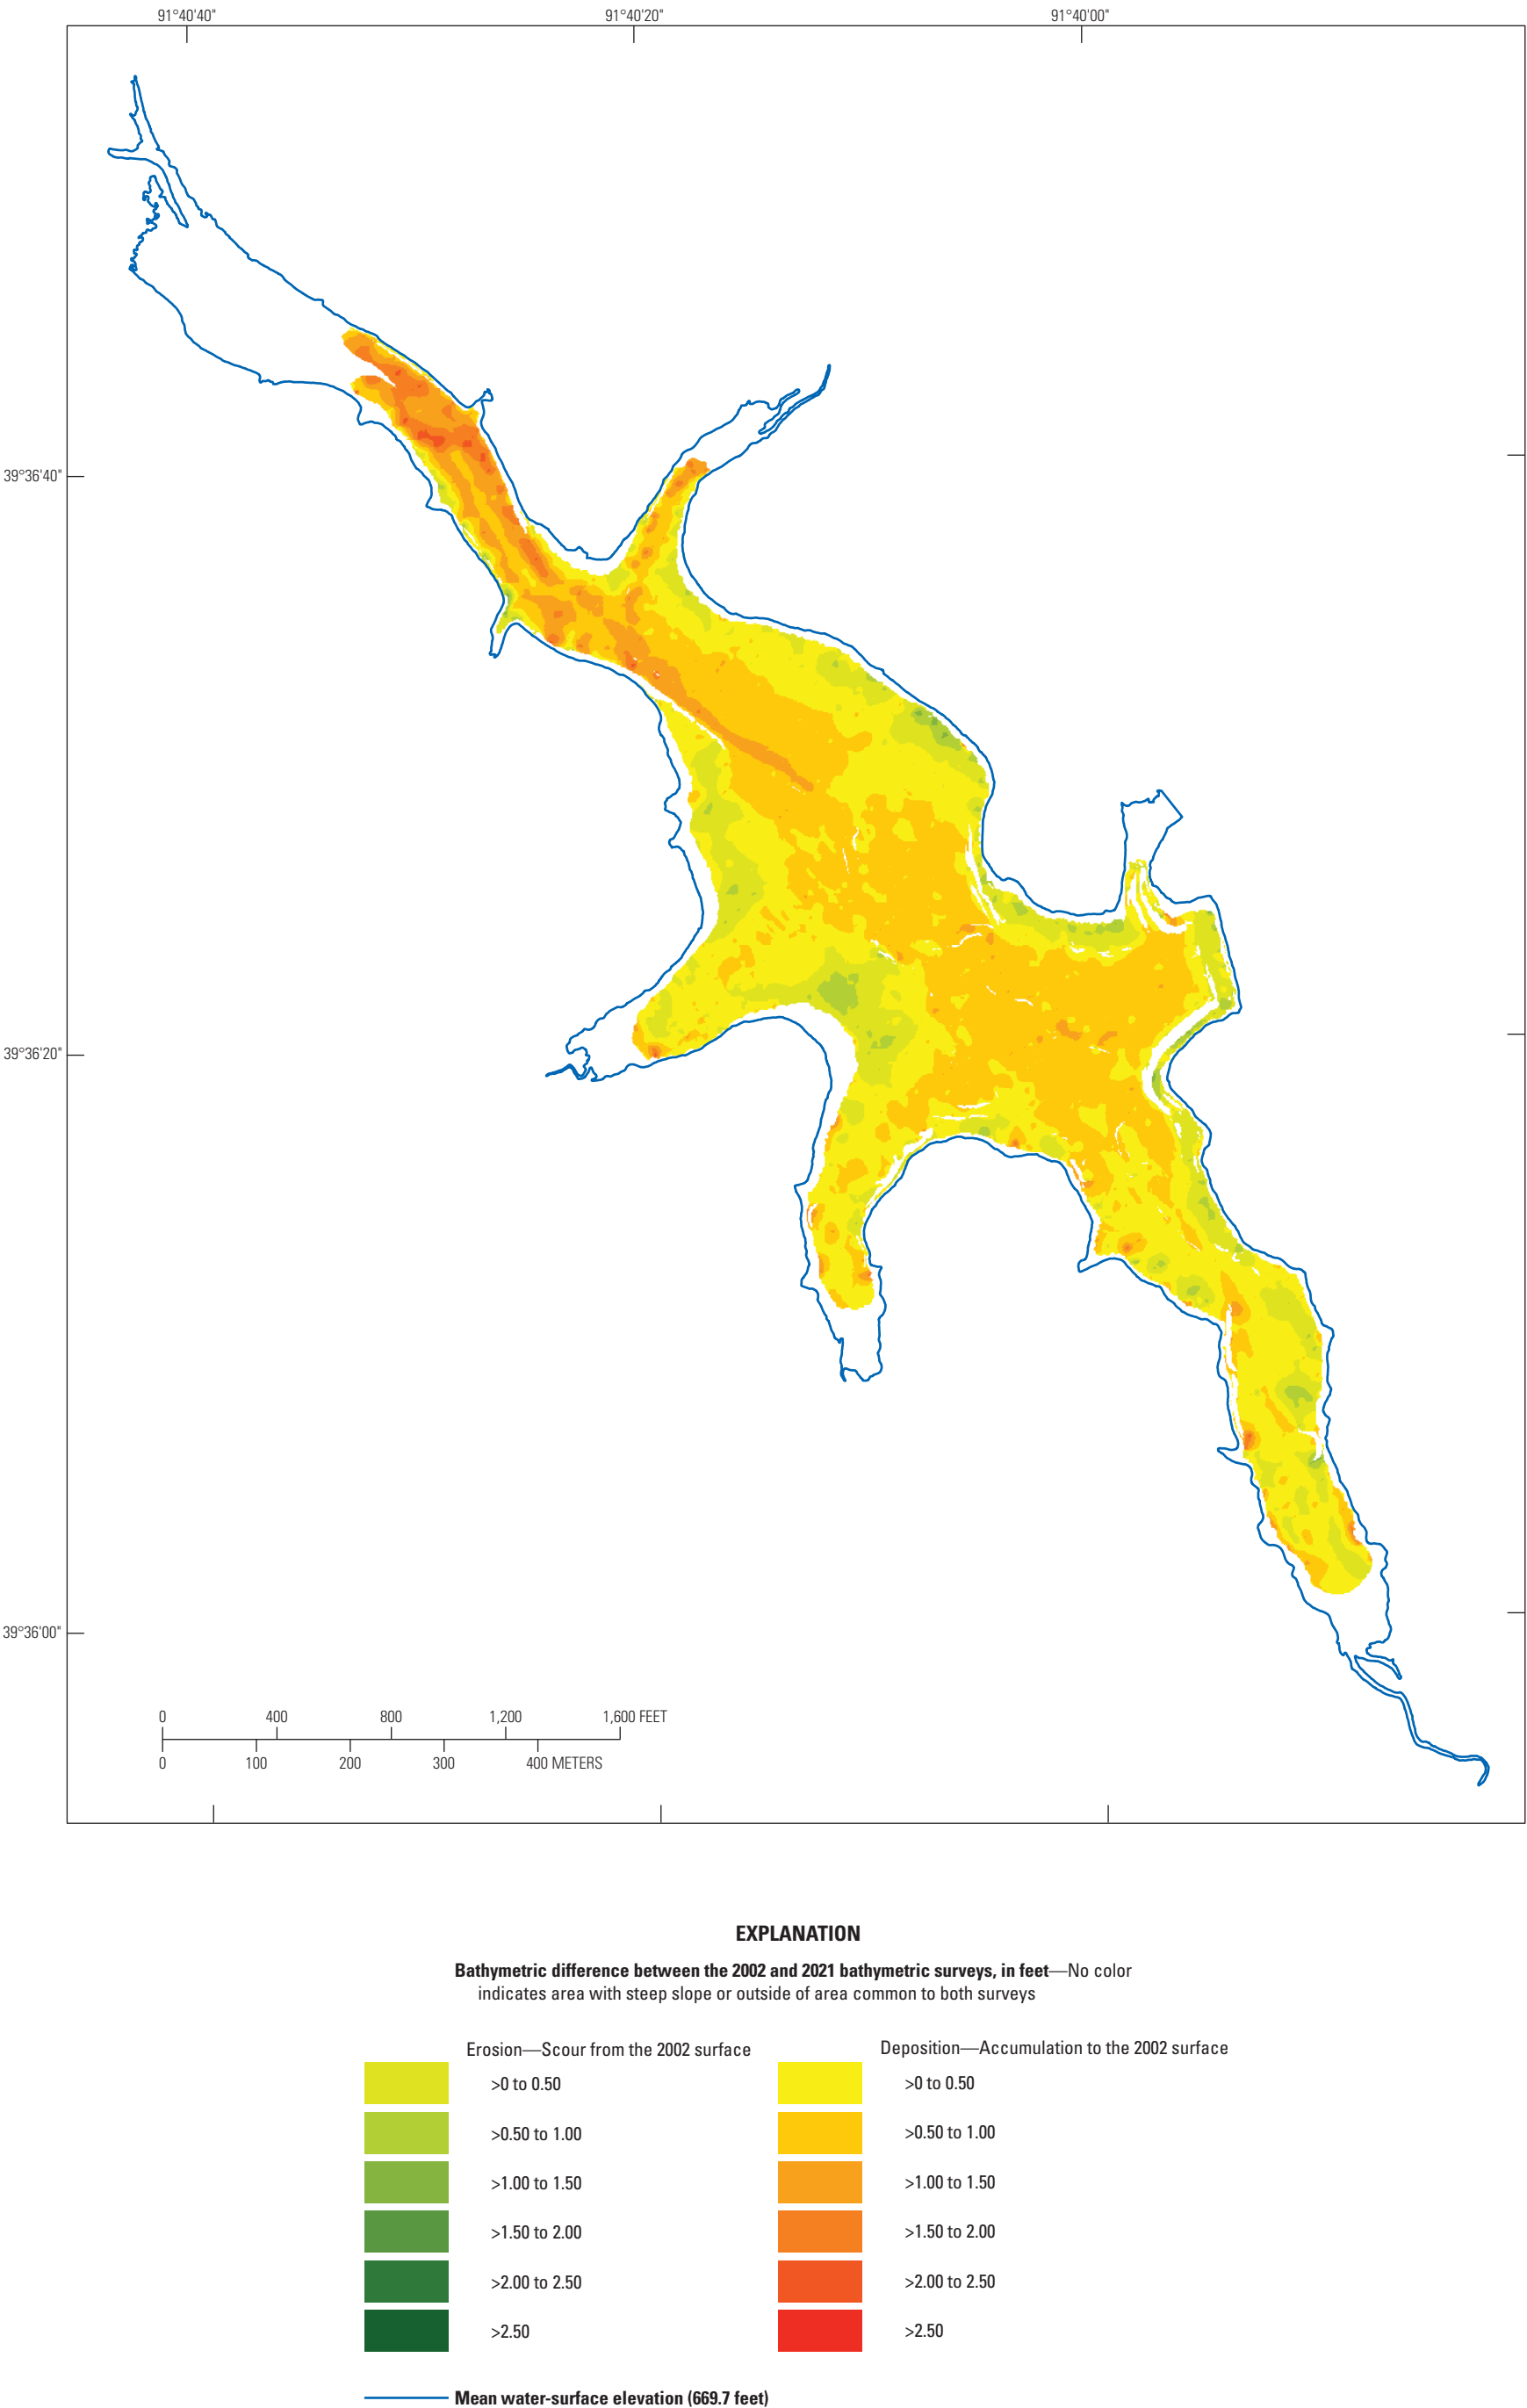 91°40'40" 91°40'20" 91°40'00"
39°36'40"
39°36'20"
39°36'00"
0 400 800 1,200 1,600 FEET
0 100 200 300 400 METERS
EXPLANATION
Bathymetric difference between the 2002 and 2021 bathymetric surveys, in feet—No color
indicates area with steep slope or outside of area common to both surveys
Erosion—Scour from the 2002 surface
>0 to 0.50
>0.50 to 1.00
>1.00 to 1.50
>1.50 to 2.00
>2.00 to 2.50
>2.50
Deposition—Accumulation to the 2002 surface
>0 to 0.50
>0.50 to 1.00
>1.00 to 1.50
>1.50 to 2.00
>2.00 to 2.50
>2.50
Mean water-surface elevation (669.7 feet)